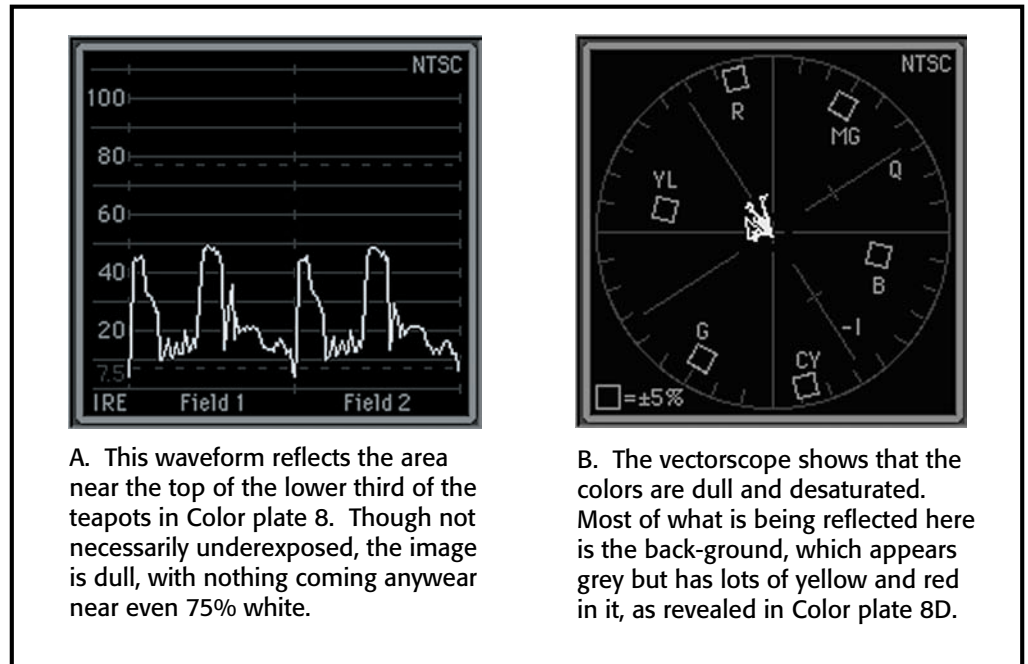 NTSC
100
80
60
40
20
7.5
IRE Field 1 Field 2
A. This waveform reflects the area
near the top of the lower third of the
teapots in Color plate 8. Though not
necessarily underexposed, the image
is dull, with nothing coming anywear
near even 75% white.
NTSC
R
MG
Q
YL
B
-I
G
CY
=±5%
B. The vectorscope shows that the
colors are dull and desaturated.
Most of what is being reflected here
is the back-ground, which appears
grey but has lots of yellow and red
in it, as revealed in Color plate 8D.